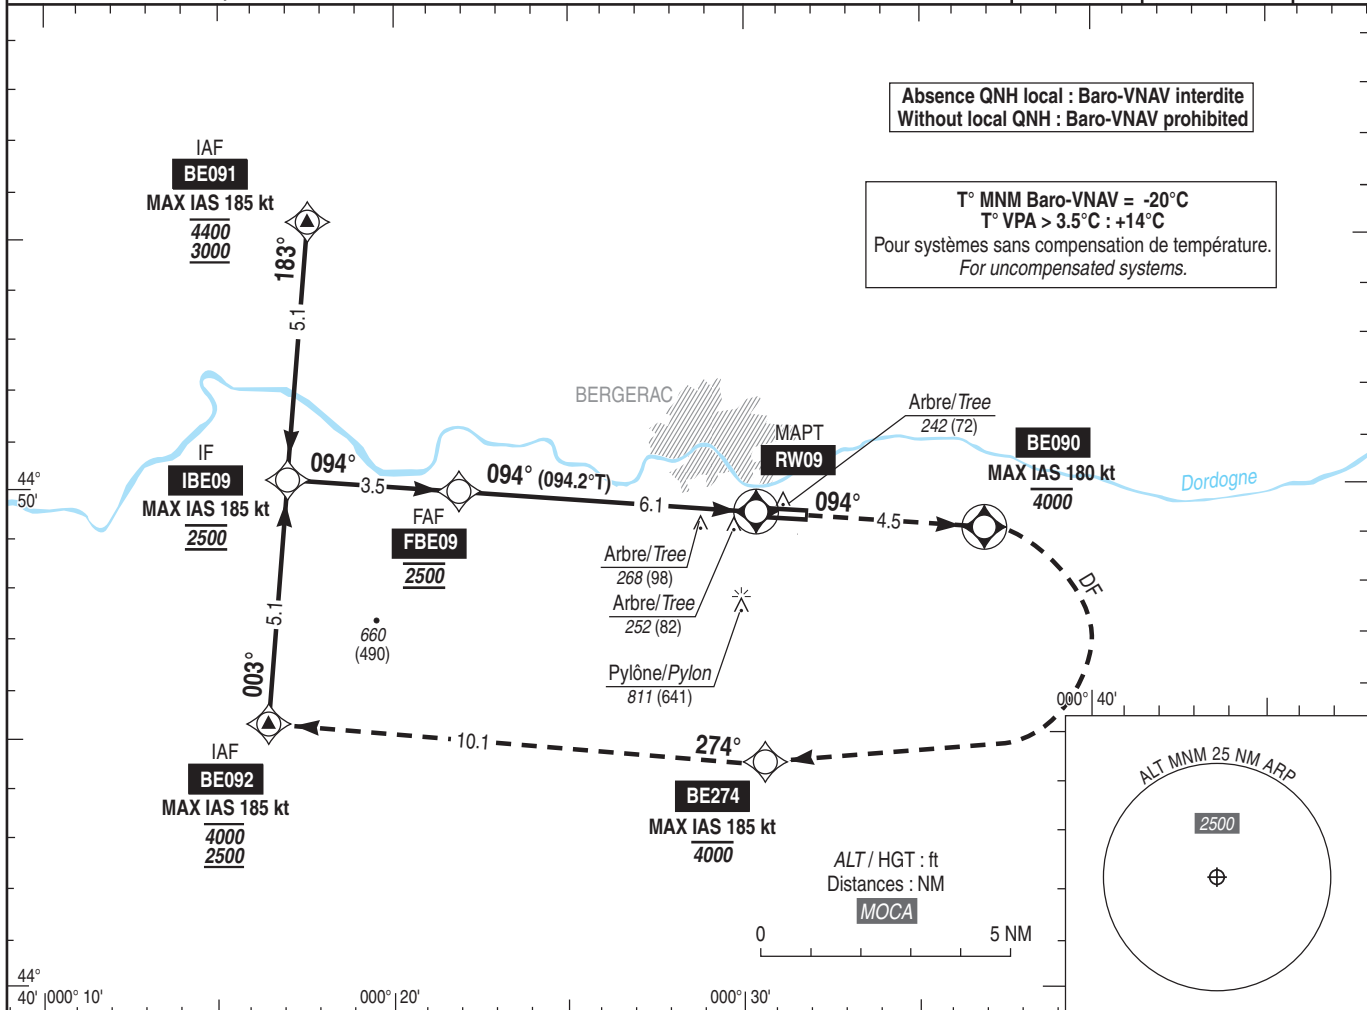 Absence QNH local : Baro-VNAV interdite
Without local QNH : Baro-VNAV prohibited
IAF
BE091
MAX IAS 185 kt
4400
3000
T° MNM Baro-VNAV = -20°C
T° VPA > 3.5°C : +14°C
Pour systèmes sans compensation de température.
For uncompensated systems.
183°
5.1
BERGERAC
Arbre/Tree
242 (72)
MAPT
RW09
BE090
MAX IAS 180 kt
4000
Dordogne
IF
IBE09
MAX IAS 185 kt
2500
094°
3.5
094° (094.2°T)
6.1
094°
4.5
44°
50'
FAF
FBE09
2500
Arbre/Tree
268 (98)
Arbre/Tree
252 (82)
DF
5.1
660
(490)
003°
Pylône/Pylon
811 (641)
000° 40'
10.1
274°
IAF
BE092
MAX IAS 185 kt
4000
2500
BE274
MAX IAS 185 kt
4000
ALT MNM 25 NM ARP
2500
ALT / HGT : ft
Distances : NM
MOCA
0
5 NM
44°
40'
000° 10'
000° 20'
000° 30'